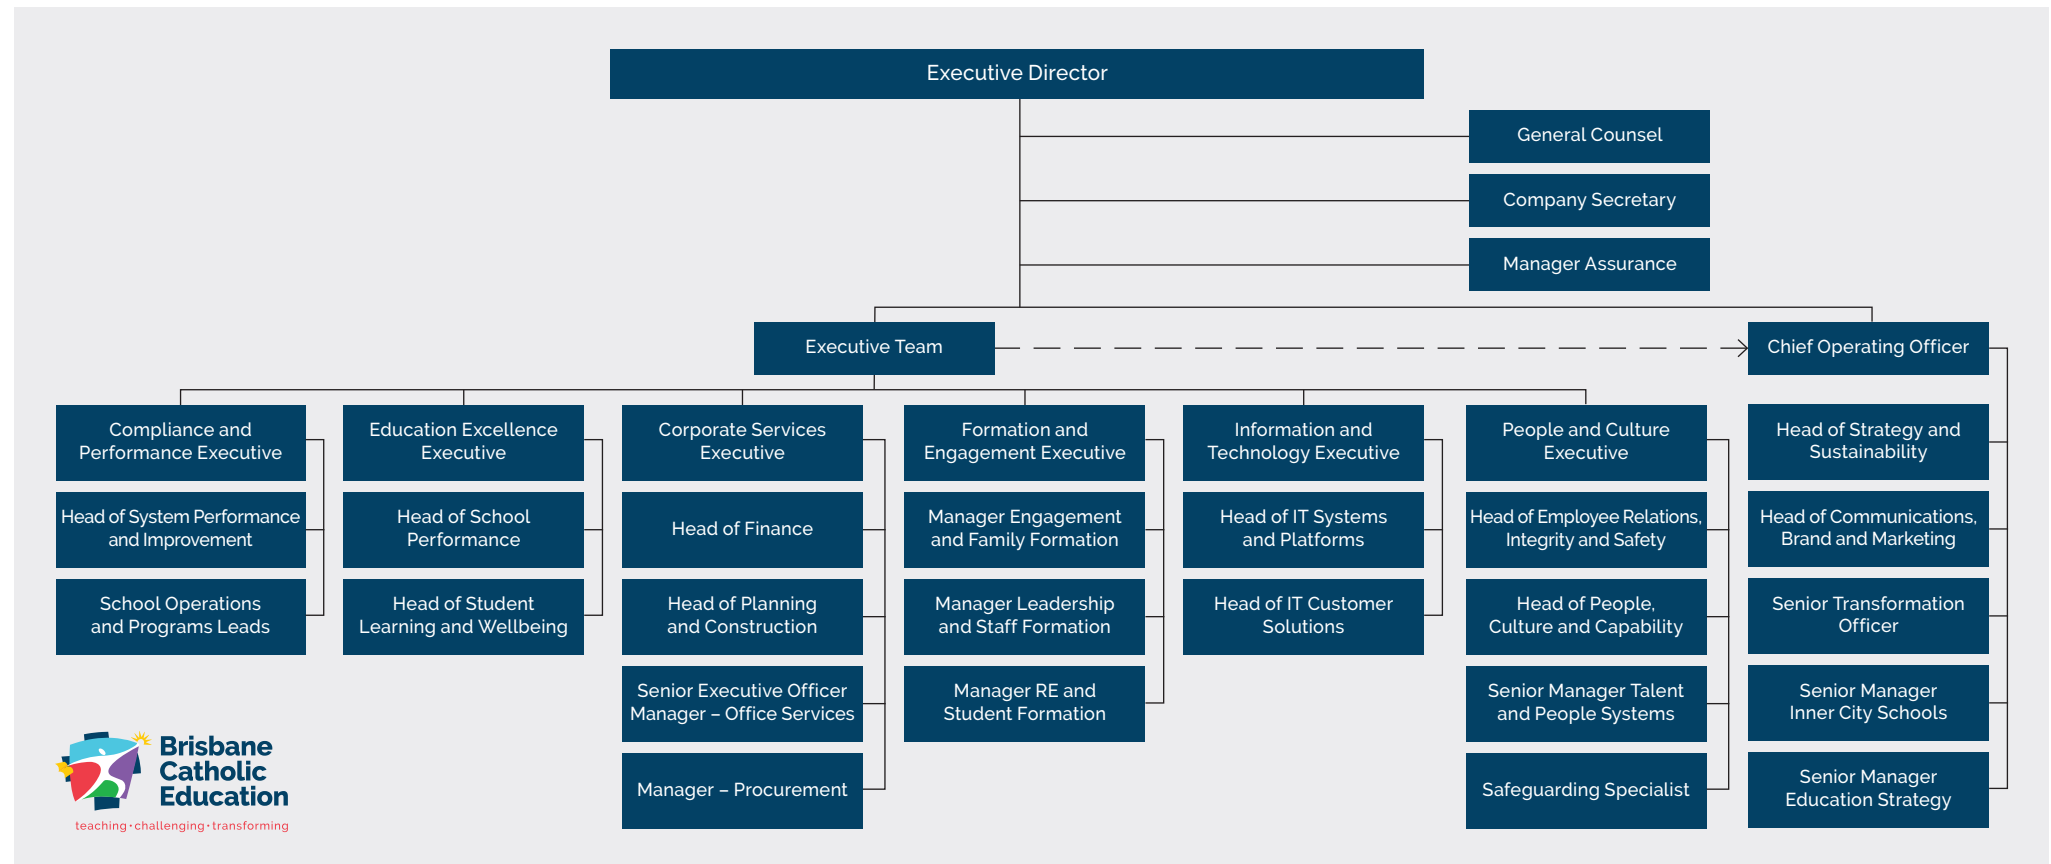 Executive Director
General Counsel
Company Secretary
Manager Assurance
Executive Team
Chief Operating Officer
Compliance and
Performance Executive
Head of System Performance
and Improvement
School Operations
and Programs Leads
Education Excellence
Executive
Head of School
Performance
Head of Student
Learning and Wellbeing
Corporate Services
Executive
Head of Finance
Head of Planning
and Construction
Senior Executive Officer
Manager – Office Services
Manager – Procurement
Formation and
Engagement Executive
Manager Engagement
and Family Formation
Manager Leadership
and Staff Formation
Manager RE and
Student Formation
Information and
Technology Executive
Head of IT Systems
and Platforms
Head of IT Customer
Solutions
People and Culture
Executive
Head of Employee Relations,
Integrity and Safety
Head of People,
Culture and Capability
Senior Manager Talent
and People Systems
Safeguarding Specialist
Head of Strategy and
Sustainability
Head of Communications,
Brand and Marketing
Senior Transformation
Officer
Senior Manager
Inner City Schools
Senior Manager
Education Strategy
Brisbane
Catholic
Education
teaching · challenging · transforming